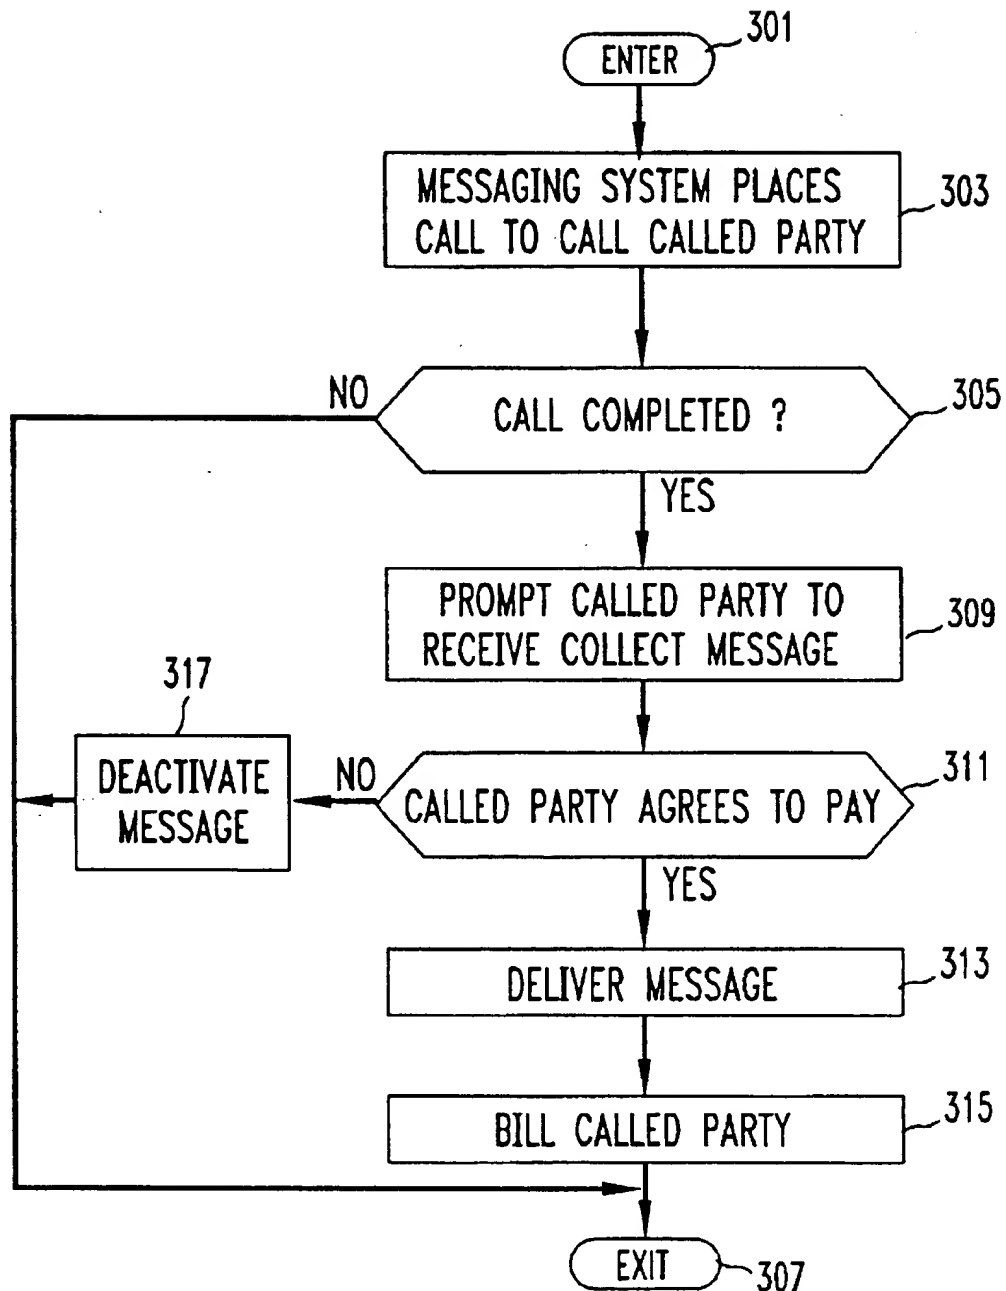 301
ENTER
MESSAGING SYSTEM PLACES
CALL TO CALL CALLED PARTY
303
NO
CALL COMPLETED ?
305
YES
PROMPT CALLED PARTY TO
RECEIVE COLLECT MESSAGE
309
317
DEACTIVATE
MESSAGE
NO
CALLED PARTY AGREES TO PAY
311
YES
DELIVER MESSAGE
313
BILL CALLED PARTY
315
EXIT
307